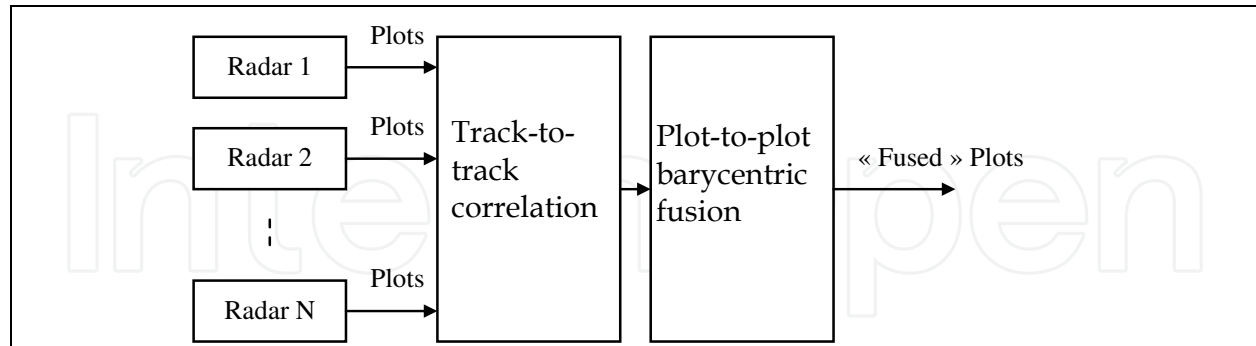 Plots
Radar 1
Plots
Radar 2
Plots
Radar N
Track-to-
track
correlation
Plot-to-plot
barycentric
fusion
« Fused » Plots